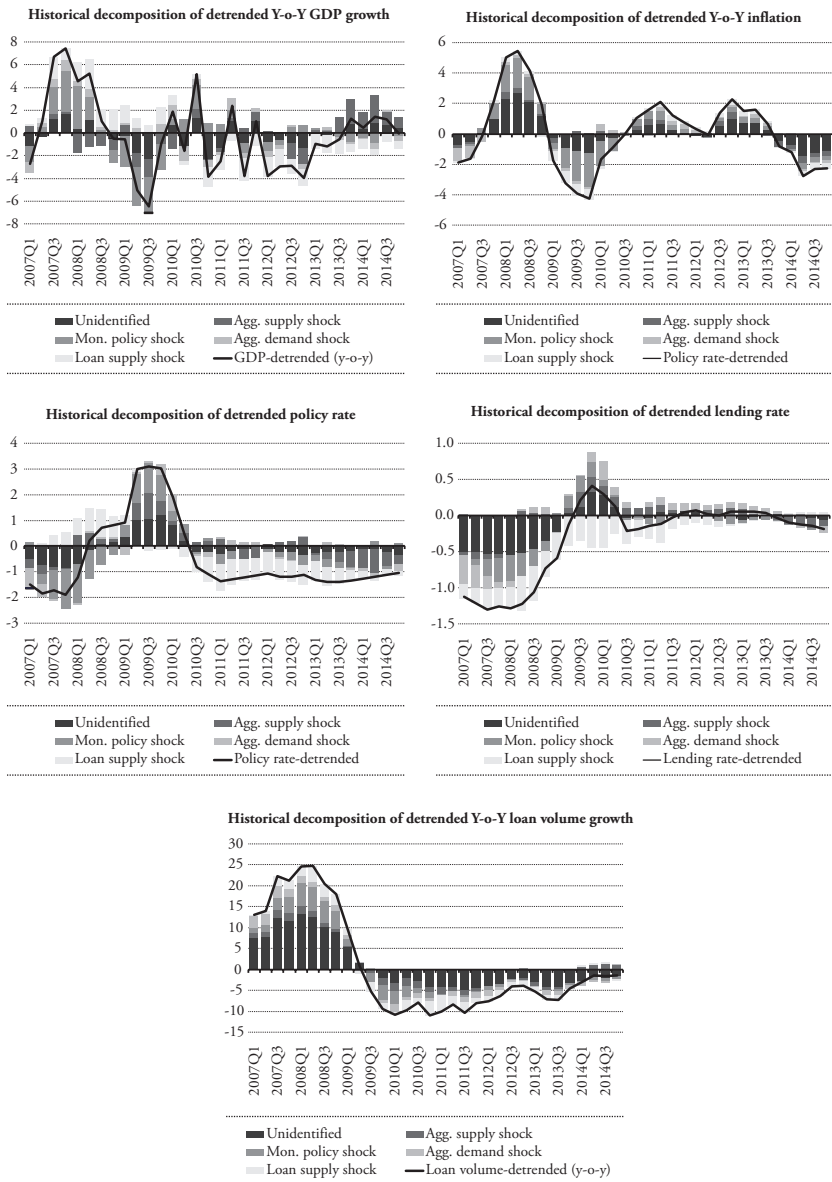 Historical decomposition of detrended Y-o-Y GDP growth
8
6
4
2
0
-2
-4
-6
-8
2007Q1
2007Q3
2008Q1
2008Q3
2009Q1
2009Q3
2010Q1
2010Q3
2011Q1
2011Q3
2012Q1
2012Q3
2013Q1
2013Q3
2014Q1
2014Q3
Unidentified Agg. supply shock
Mon. policy shock Agg. demand shock
Loan supply shock GDP-detrended (y-o-y)
Historical decomposition of detrended Y-o-Y inflation
6
4
2
0
-2
-4
-6
2007Q1
2007Q3
2008Q1
2008Q3
2009Q1
2009Q3
2010Q1
2010Q3
2011Q1
2011Q3
2012Q1
2012Q3
2013Q1
2013Q3
2014Q1
2014Q3
Unidentified Agg. supply shock
Mon. policy shock Agg. demand shock
Loan supply shock Policy rate-detrended
Historical decomposition of detrended policy rate
4
3
2
1
0
-1
-2
-3
2007Q1
2007Q3
2008Q1
2008Q3
2009Q1
2009Q3
2010Q1
2010Q3
2011Q1
2011Q3
2012Q1
2012Q3
2013Q1
2013Q3
2014Q1
2014Q3
Unidentified Agg. supply shock
Mon. policy shock Agg. demand shock
Loan supply shock Policy rate-detrended
Historical decomposition of detrended lending rate
1.0
0.5
0.0
-0.5
-1.0
-1.5
2007Q1
2007Q3
2008Q1
2008Q3
2009Q1
2009Q3
2010Q1
2010Q3
2011Q1
2011Q3
2012Q1
2012Q3
2013Q1
2013Q3
2014Q1
2014Q3
Unidentified Agg. supply shock
Mon. policy shock Agg. demand shock
Loan supply shock Lending rate-detrended
Historical decomposition of detrended Y-o-Y loan volume growth
30
25
20
15
10
5
0
-5
-10
-15
2007Q1
2007Q3
2008Q1
2008Q3
2009Q1
2009Q3
2010Q1
2010Q3
2011Q1
2011Q3
2012Q1
2012Q3
2013Q1
2013Q3
2014Q1
2014Q3
Unidentified Agg. supply shock
Mon. policy shock Agg. demand shock
Loan supply shock Loan volume-detrended (y-o-y)